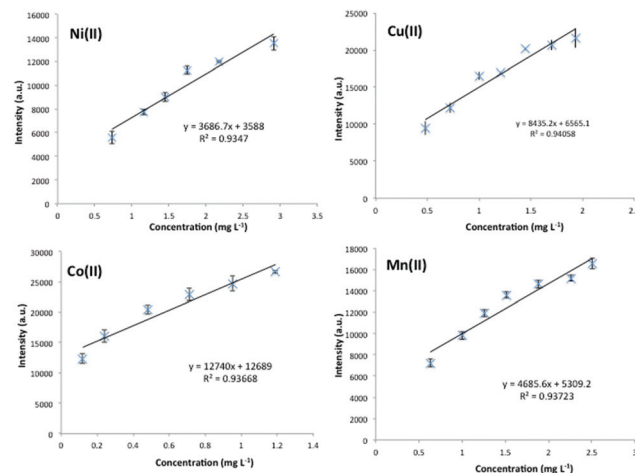 Ni(II)
Intensity (a.u.)
16000
14000
12000
10000
8000
6000
4000
2000
0
y = 3686.7x + 3588
R² = 0.9347
0 0.5 1 1.5 2 2.5 3 3.5
Concentration (mg L⁻¹)
Cu(II)
Intensity (a.u.)
25000
20000
15000
10000
5000
0
y = 8435.2x + 6565.1
R² = 0.94058
0 0.5 1 1.5 2 2.5
Concentration (mg L⁻¹)
Co(II)
Intensity (a.u.)
30000
25000
20000
15000
10000
5000
0
y = 12740x + 12689
R² = 0.93668
0 0.2 0.4 0.6 0.8 1 1.2 1.4
Concentration (mg L⁻¹)
Mn(II)
Intensity (a.u.)
18000
16000
14000
12000
10000
8000
6000
4000
2000
0
y = 4685.6x + 5309.2
R² = 0.93723
0 0.5 1 1.5 2 2.5 3
Concentration (mg L⁻¹)